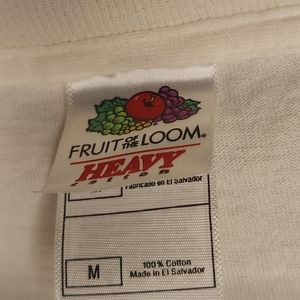 FRUIT OF THE LOOM®
HEAVY
cotton
Fabricado en El Salvador
M
100% Cotton
Made in El Salvador